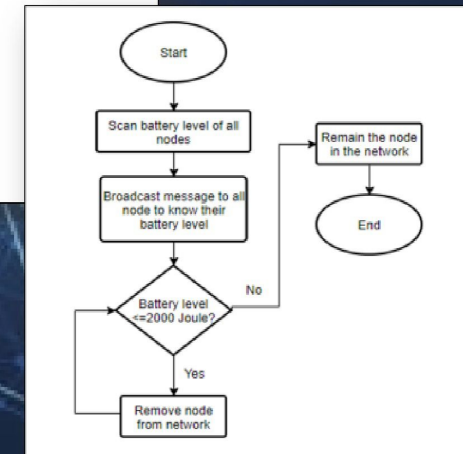 Start
Scan battery level of all
nodes
Broadcast message to all
node to know their
battery level
Battery level
<=2000 Joule?
Yes
Remove node
from network
No
Remain the node
in the network
End